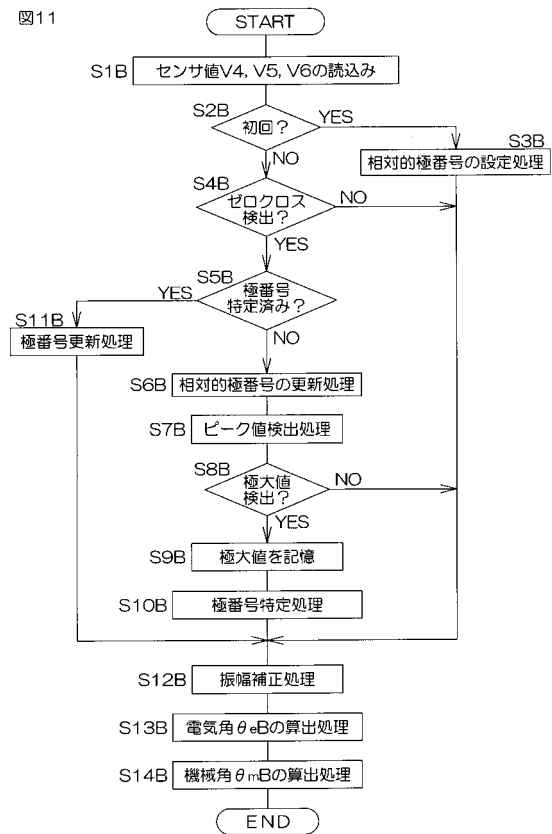 図11
START
S1B センサ値V4, V5, V6の読込み
S2B
初回？
YES
NO
S3B
相対的極番号の設定処理
S4B
ゼロクロス
検出？
NO
YES
S5B
極番号
特定済み？
YES
NO
S11B
極番号更新処理
S6B 相対的極番号の更新処理
S7B ピーク値検出処理
S8B
極大値
検出？
NO
YES
S9B 極大値を記憶
S10B 極番号特定処理
S12B 振幅補正処理
S13B 電気角θeBの算出処理
S14B 機械角θmBの算出処理
END